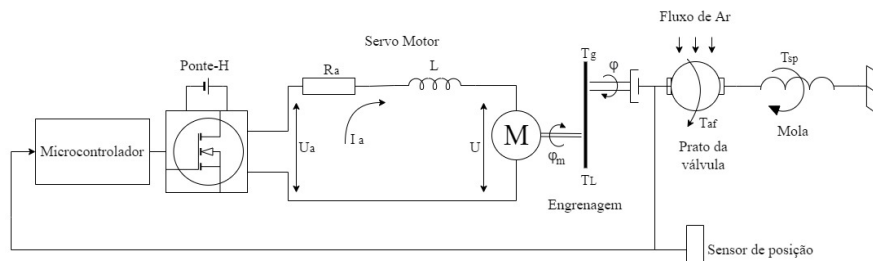 Fluxo de Ar
Servo Motor
Ponte-H
Ra
L
Tg
φ
Tsp
Microcontrolador
Ua
Ia
U
M
φm
Taf
Mola
Prato da
válvula
TL
Engrenagem
Sensor de posição